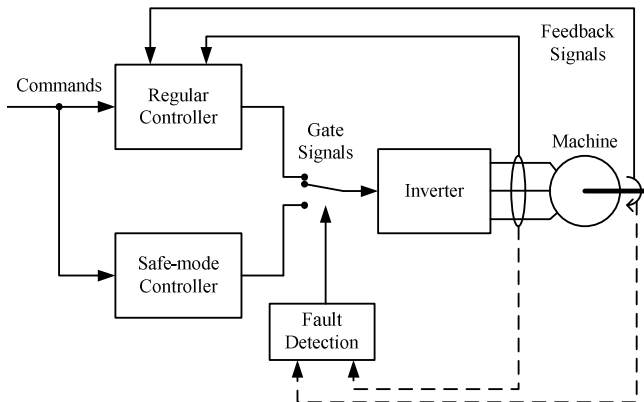 Feedback
Signals
Commands
Regular
Controller
Gate
Signals
Machine
Inverter
Safe-mode
Controller
Fault
Detection